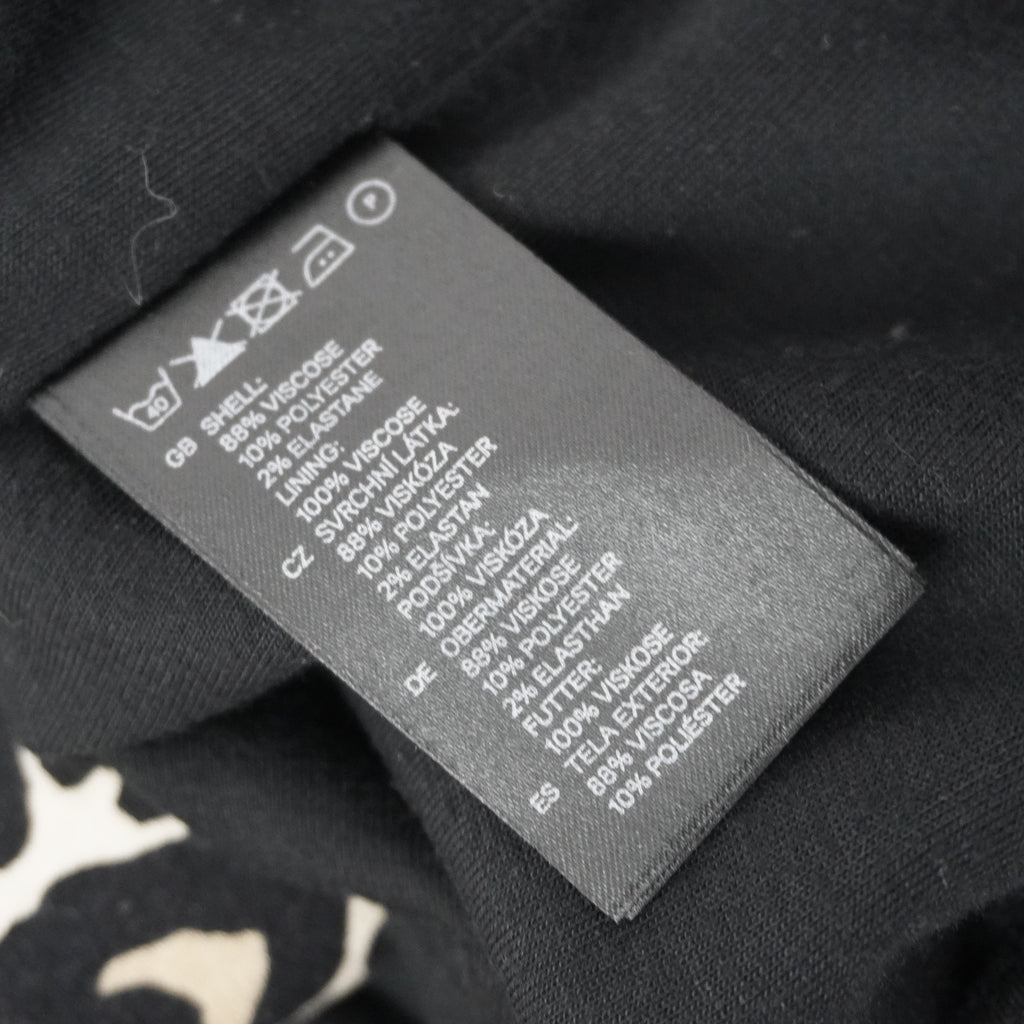 40
P
GB SHELL:
88% VISCOSE
10% POLYESTER
2% ELASTANE
LINING:
100% VISCOSE
CZ SVRCHNÍ LÁTKA:
88% VISKÓZA
10% POLYESTER
2% ELASTAN
PODŠÍVKA:
100% VISKÓZA
DE OBERMATERIAL:
88% VISKOSE
10% POLYESTER
2% ELASTHAN
FUTTER:
100% VISKOSE
ES TELA EXTERIOR:
88% VISCOSA
10% POLIÉSTER